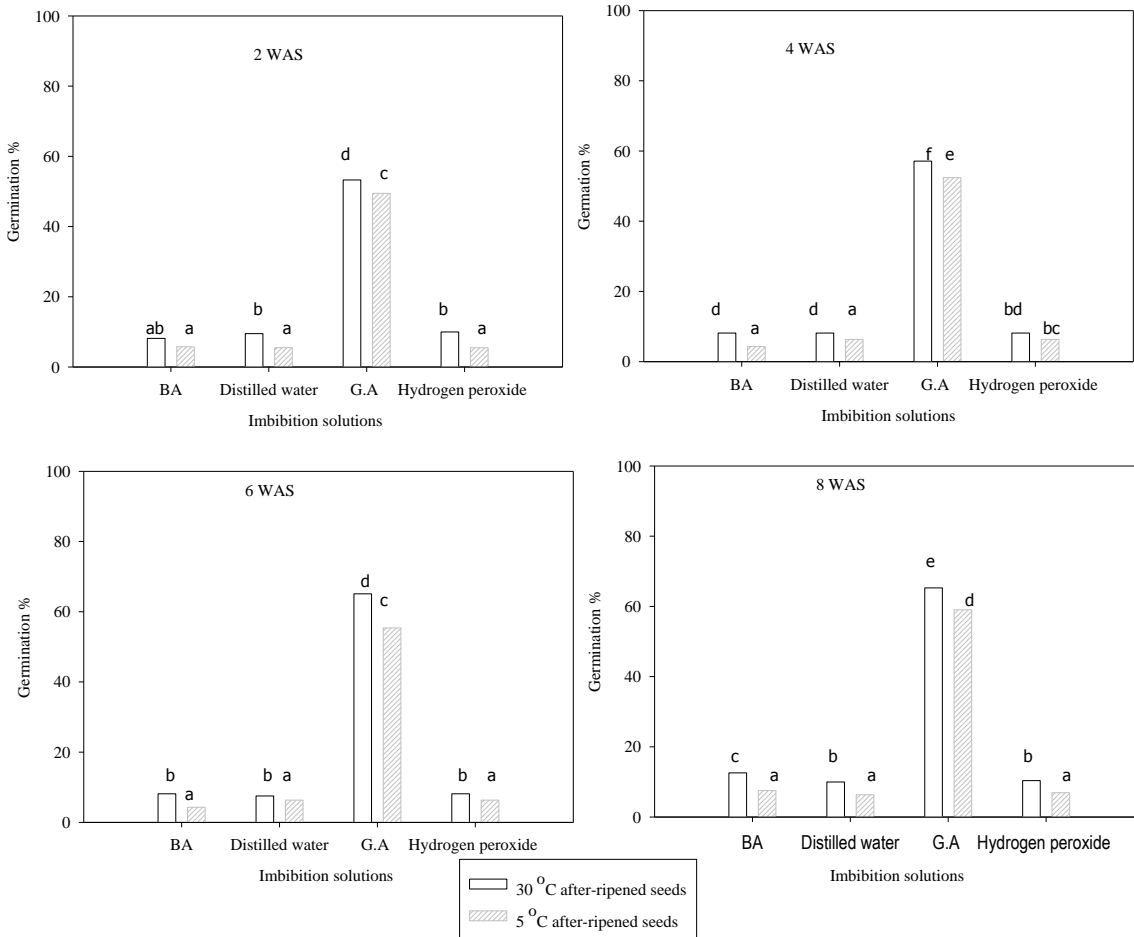 2 WAS
Germination %
100
80
60
40
20
0
ab a b a d c b a
BA Distilled water G.A Hydrogen peroxide
Imbibition solutions
4 WAS
Germation %
100
80
60
40
20
0
d a d a f e bd bc
BA Distilled water G.A Hydrogen peroxide
Imbibition solutions
6 WAS
Germination %
100
80
60
40
20
0
b a b a d c b a
BA Distilled water G.A Hydrogen peroxide
Imbibition solutions
8 WAS
Germination %
100
80
60
40
20
0
c a b a e d b a
BA Distilled water G.A Hydrogen peroxide
Imbibition solutions
30 °C after-ripened seeds
5 °C after-ripened seeds